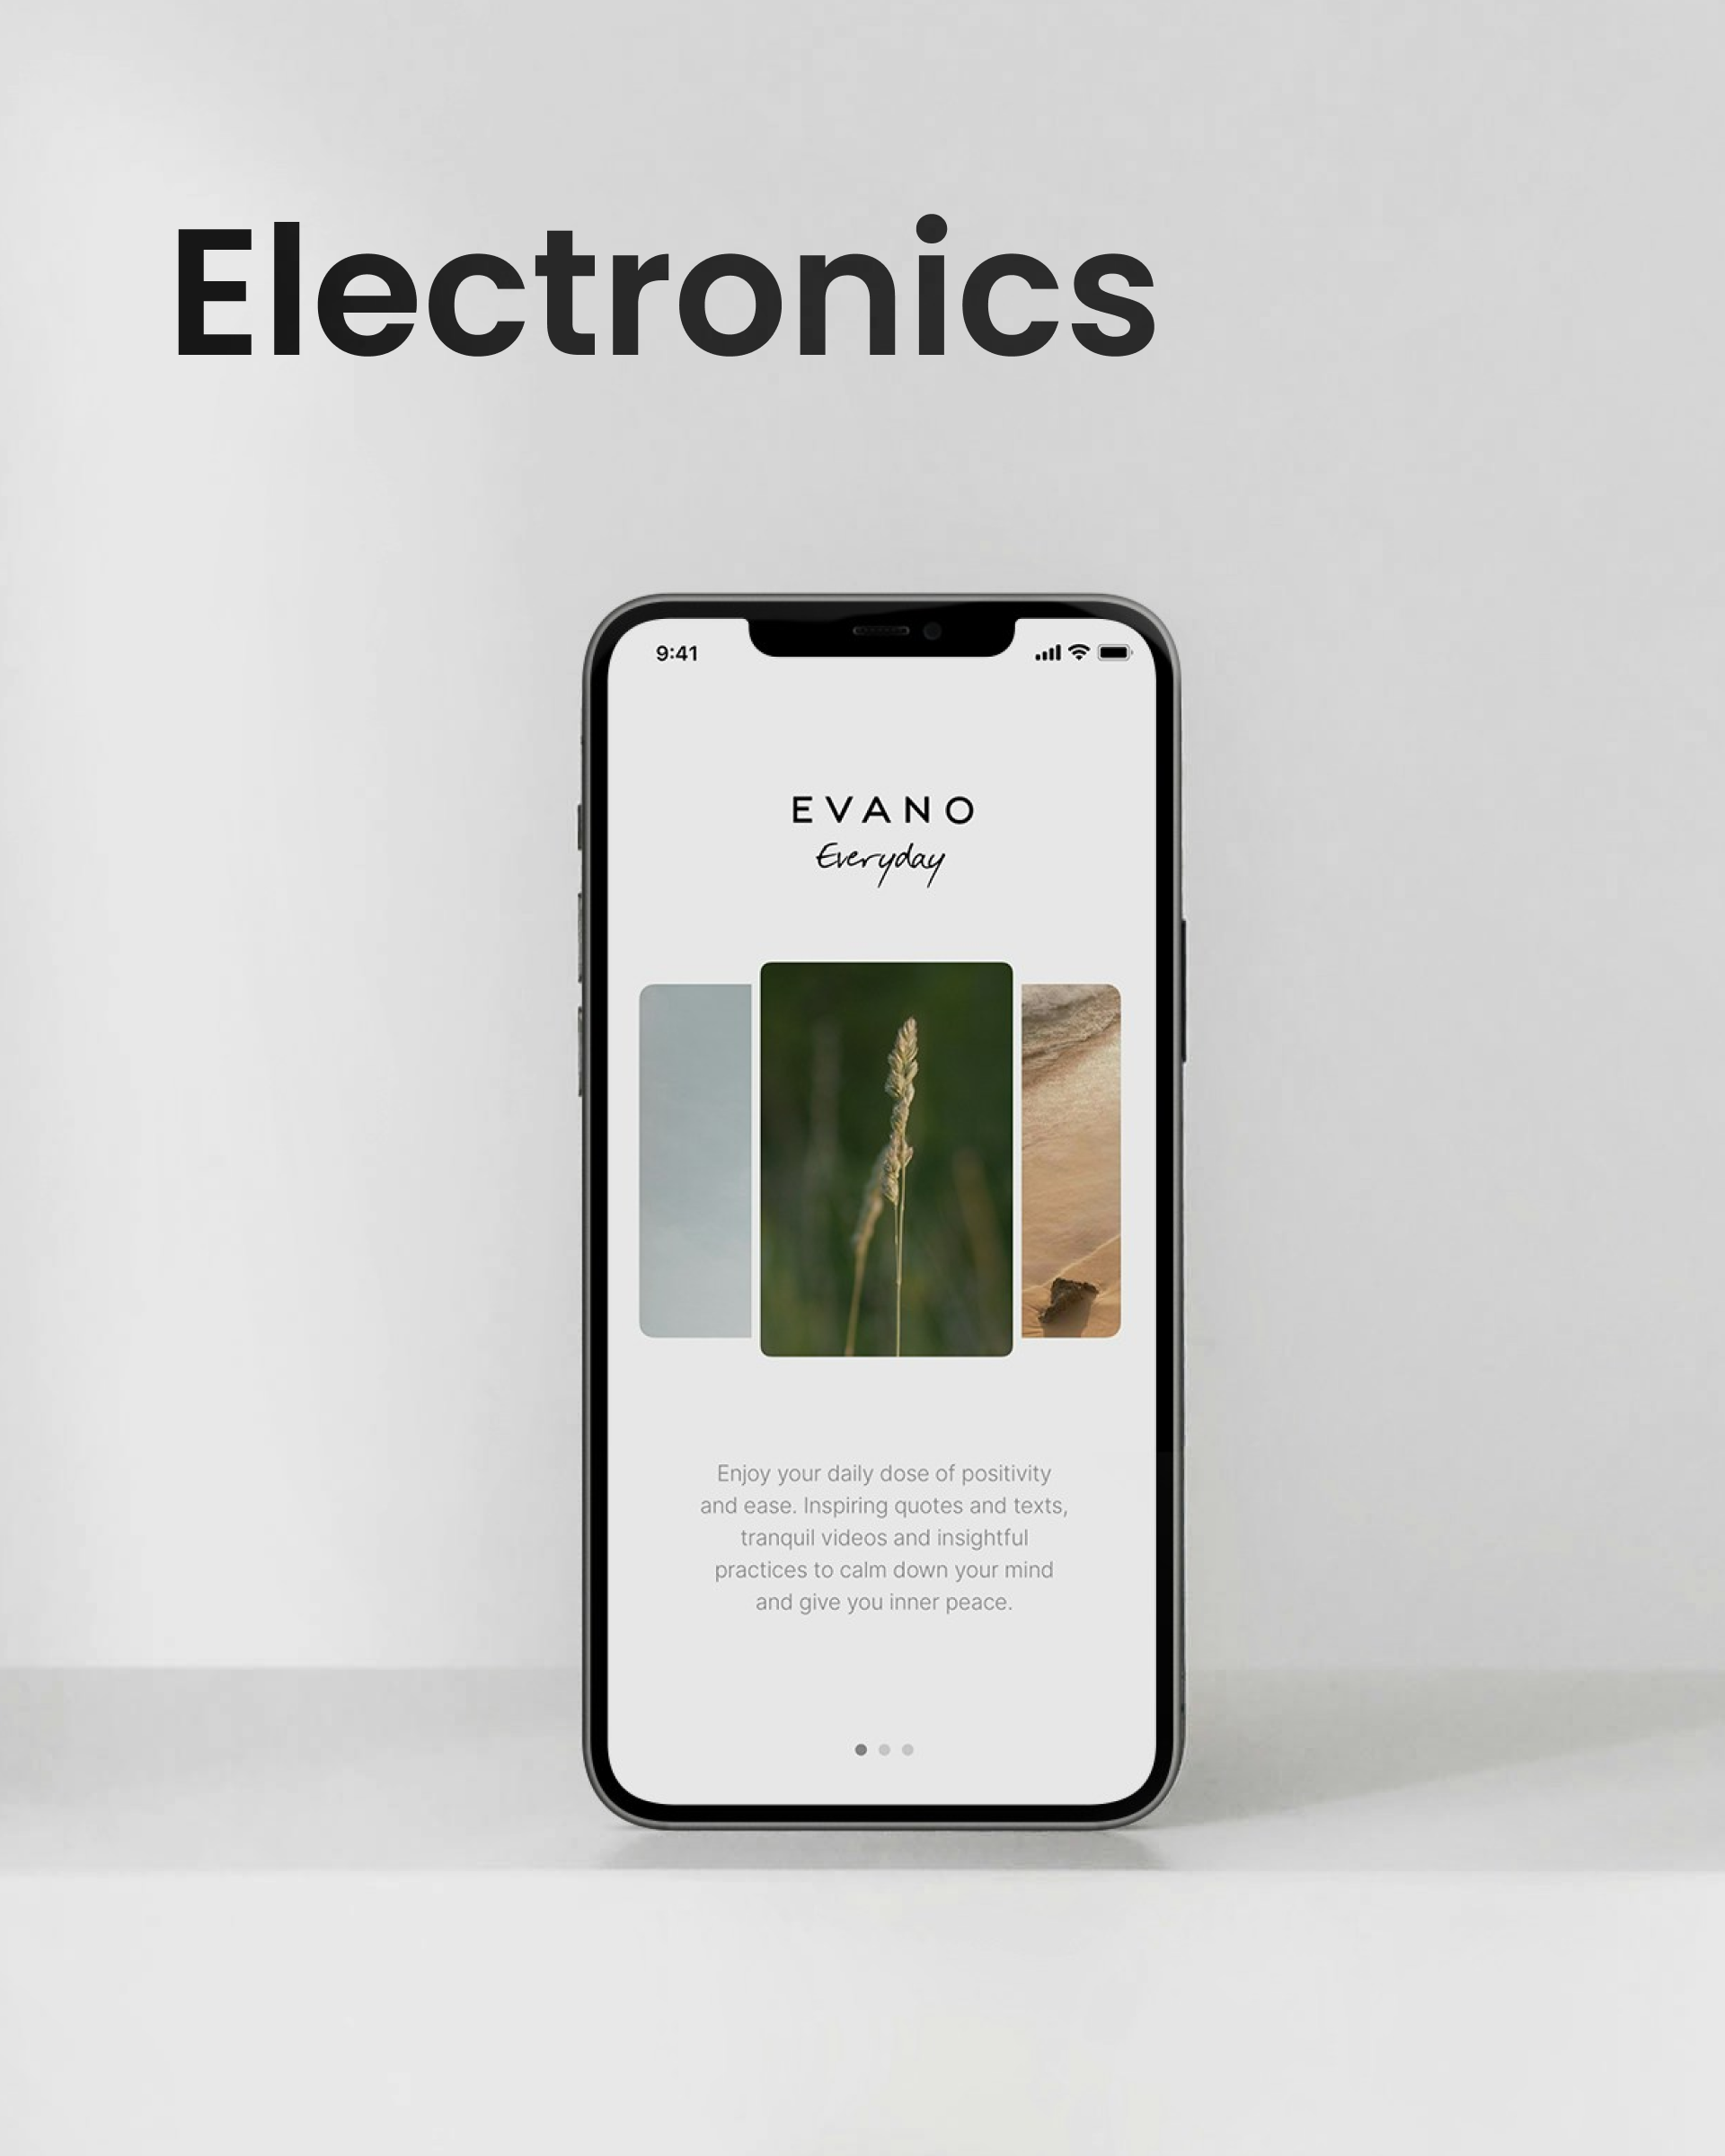 Electronics
9:41
EVANO
Everyday
Enjoy your daily dose of positivity
and ease. Inspiring quotes and texts,
tranquil videos and insightful
practices to calm down your mind
and give you inner peace.